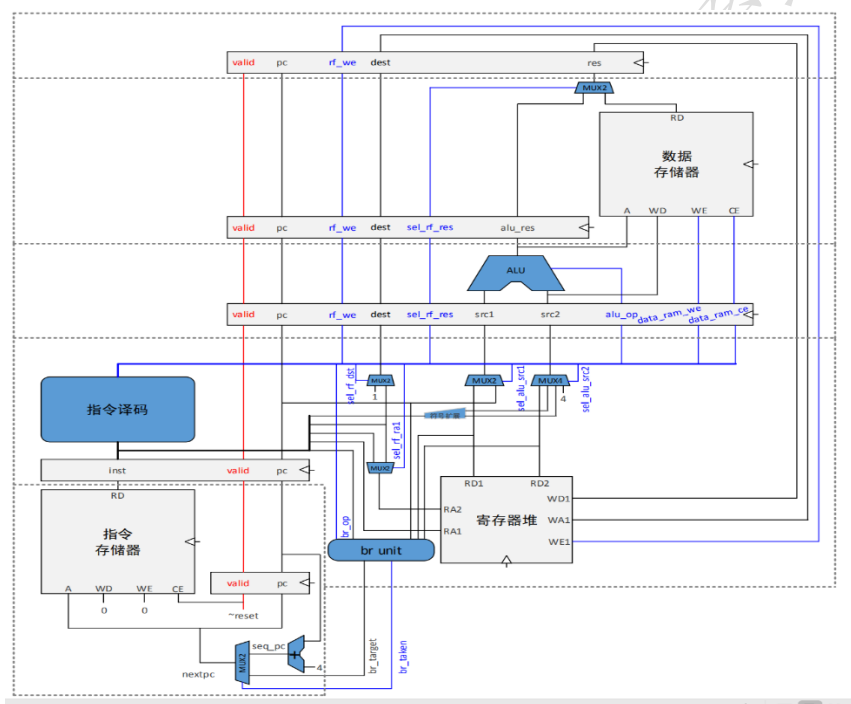 valid pc rf_we dest res
MUX2
RD
数据
存储器
A WD WE CE
valid pc rf_we dest sel_rf_res alu_res
ALU
valid pc rf_we dest sel_rf_res src1 src2 alu_op data_ram_we data_ram_ce
指令译码
sel_rf_dst
MUX2
1
MUX2
sel_alu_src1
MUX4
4
sel_alu_src2
符号扩展
sel_rf_ra1
MUX2
inst valid pc
RD
指令
存储器
A WD WE CE
0 0
RD1 RD2
WD1
RA2
寄存器堆
WA1
RA1
WE1
br_op
br unit
valid pc
~reset
seq_pc
MUX2
+
4
nextpc
br_target
br_taken